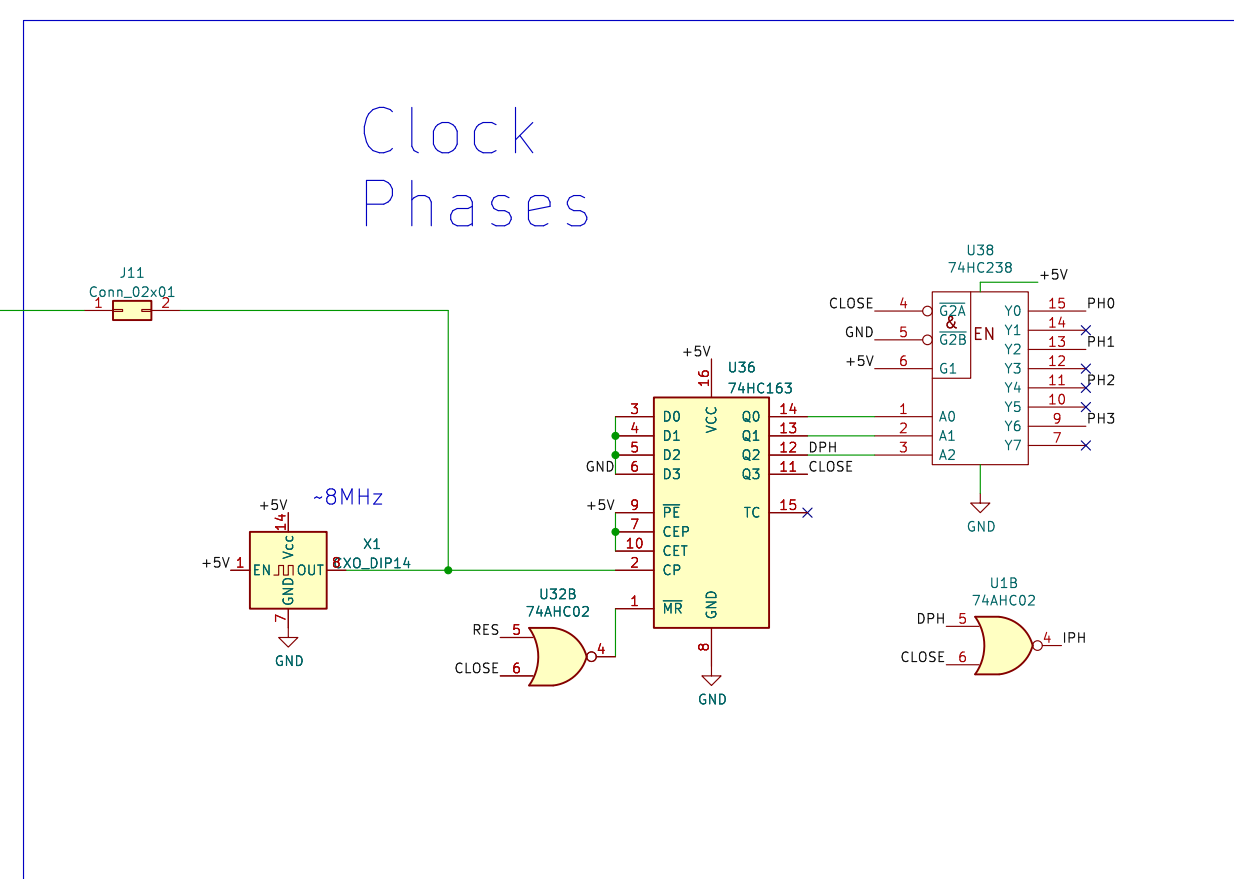 Clock
Phases
J11
Conn_02x01
1 2
~8MHz
+5V
14
Vcc
X1
CXO_DIP14
+5V 1 EN OUT 8
GND
7
GND
U32B
74AHC02
RES 5
4
CLOSE 6
+5V
16
U36
74HC163
VCC
3 D0 Q0 14
4 D1 Q1 13
5 D2 Q2 12 DPH
GND 6 D3 Q3 11 CLOSE
+5V 9 PE TC 15
7 CEP
10 CET
2 CP
1 MR
GND
8
GND
U38
74HC238
+5V
CLOSE 4 G2A Y0 15 PH0
& EN
Y1 14
GND 5 G2B Y2 13 PH1
+5V 6 G1 Y3 12
Y4 11 PH2
Y5 10
1 A0 Y6 9 PH3
2 A1 Y7 7
3 A2
GND
U1B
74AHC02
DPH 5
4 IPH
CLOSE 6